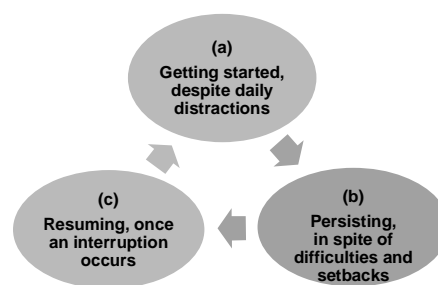 (a)
Getting started,
despite daily
distractions
(b)
Persisting,
in spite of
difficulties and
setbacks
(c)
Resuming, once
an interruption
occurs